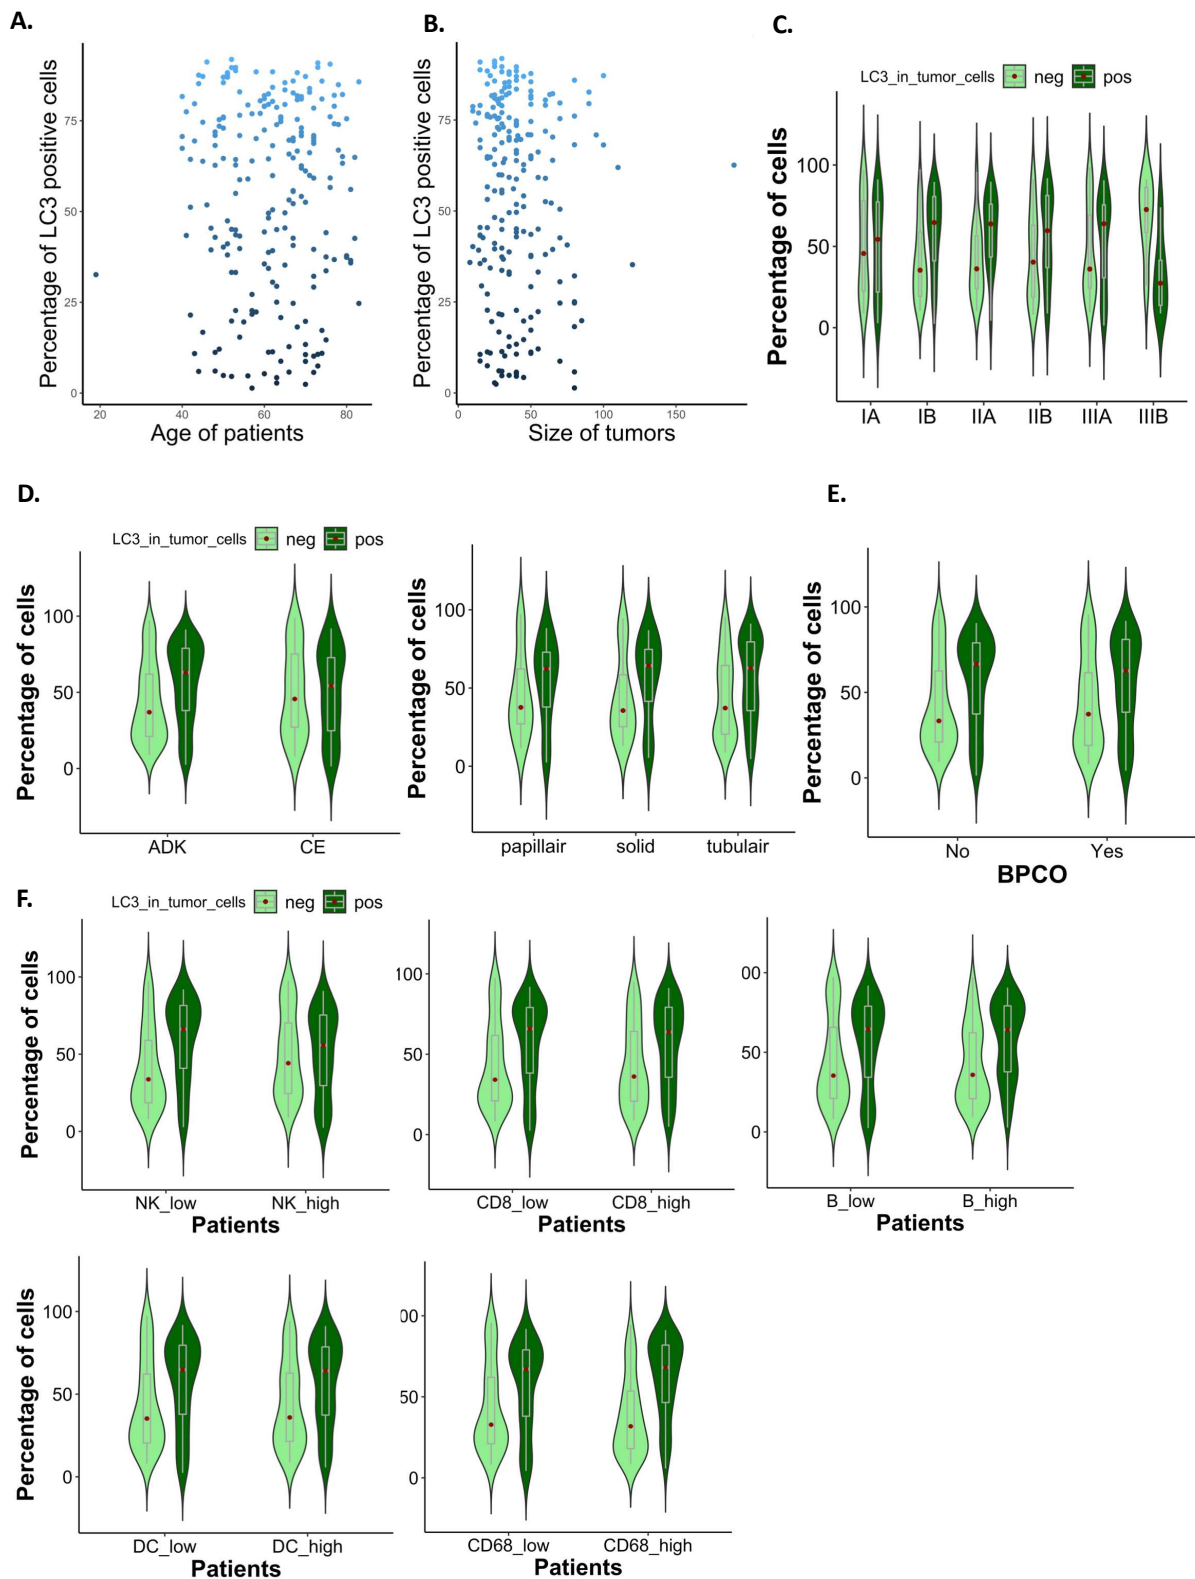 A.
Percentage of LC3 positive cells
75
50
25
0
20
40
60
80
Age of patients
B.
Percentage of LC3 positive cells
75
50
25
0
0
50
100
150
Size of tumors
C.
LC3_in_tumor_cells neg pos
Percentage of cells
100
50
0
IA
IB
IIA
IIB
IIIA
IIIB
D.
LC3_in_tumor_cells neg pos
Percentage of cells
100
50
0
ADK
CE
Percentage of cells
100
50
0
papillair
solid
tubulair
E.
Percentage of cells
100
50
0
No
Yes
BPCO
F.
LC3_in_tumor_cells neg pos
Percentage of cells
100
50
0
NK_low
NK_high
Patients
100
50
0
CD8_low
CD8_high
Patients
00
50
0
B_low
B_high
Patients
Percentage of cells
100
50
0
DC_low
DC_high
Patients
00
50
0
CD68_low
CD68_high
Patients